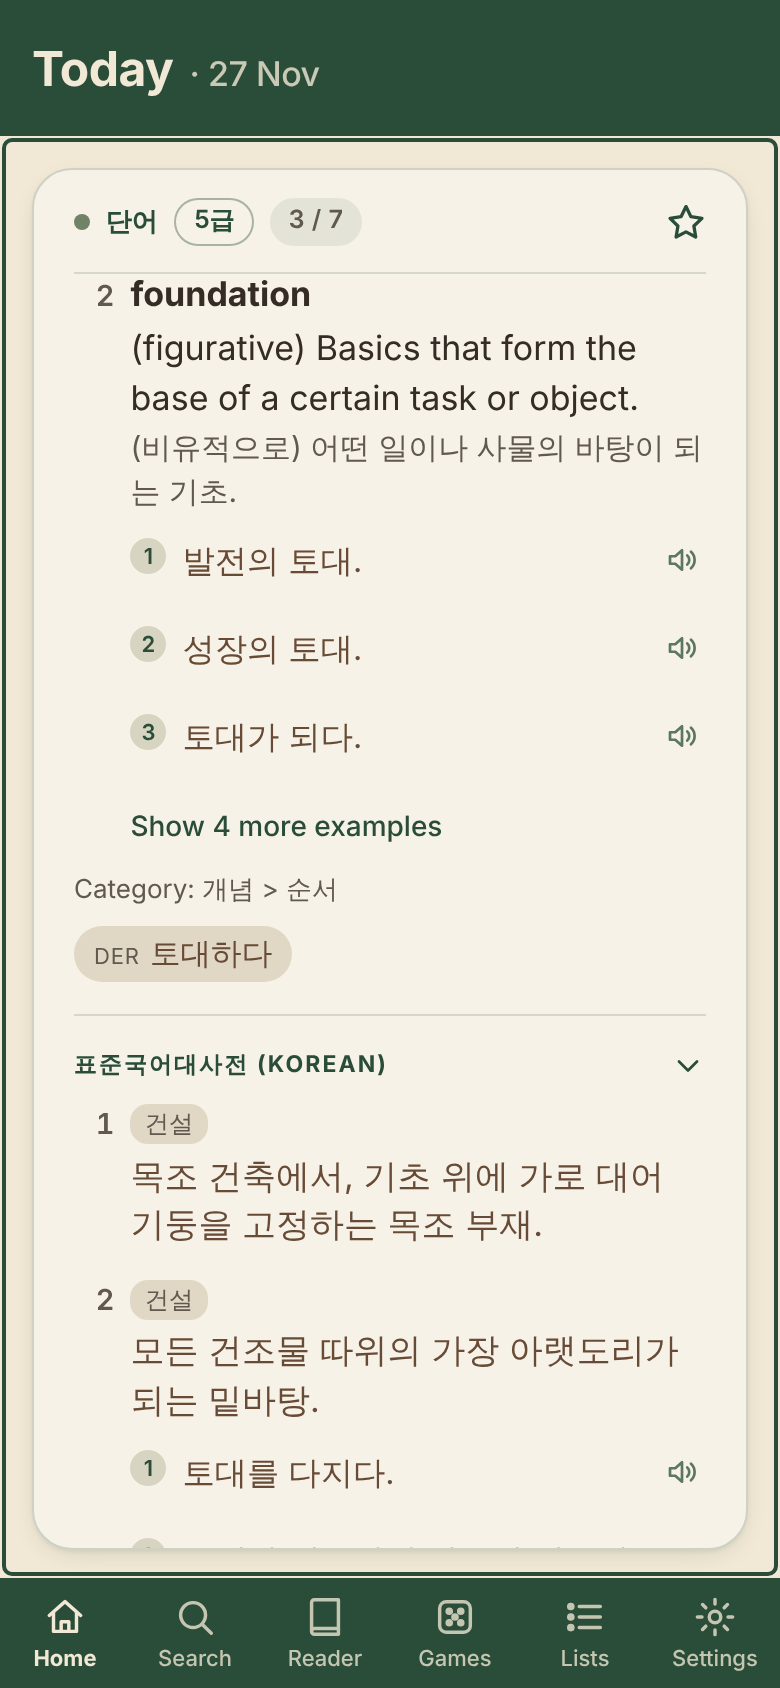 Today · 27 Nov
단어 5급 3 / 7
2 foundation
(figurative) Basics that form the
base of a certain task or object.
(비유적으로) 어떤 일이나 사물의 바탕이 되
는 기초.
1 발전의 토대.
2 성장의 토대.
3 토대가 되다.
Show 4 more examples
Category: 개념 > 순서
DER 토대하다
표준국어대사전 (KOREAN)
1 건설
목조 건축에서, 기초 위에 가로 대어
기둥을 고정하는 목조 부재.
2 건설
모든 건조물 따위의 가장 아랫도리가
되는 밑바탕.
1 토대를 다지다.
Home Search Reader Games Lists Settings